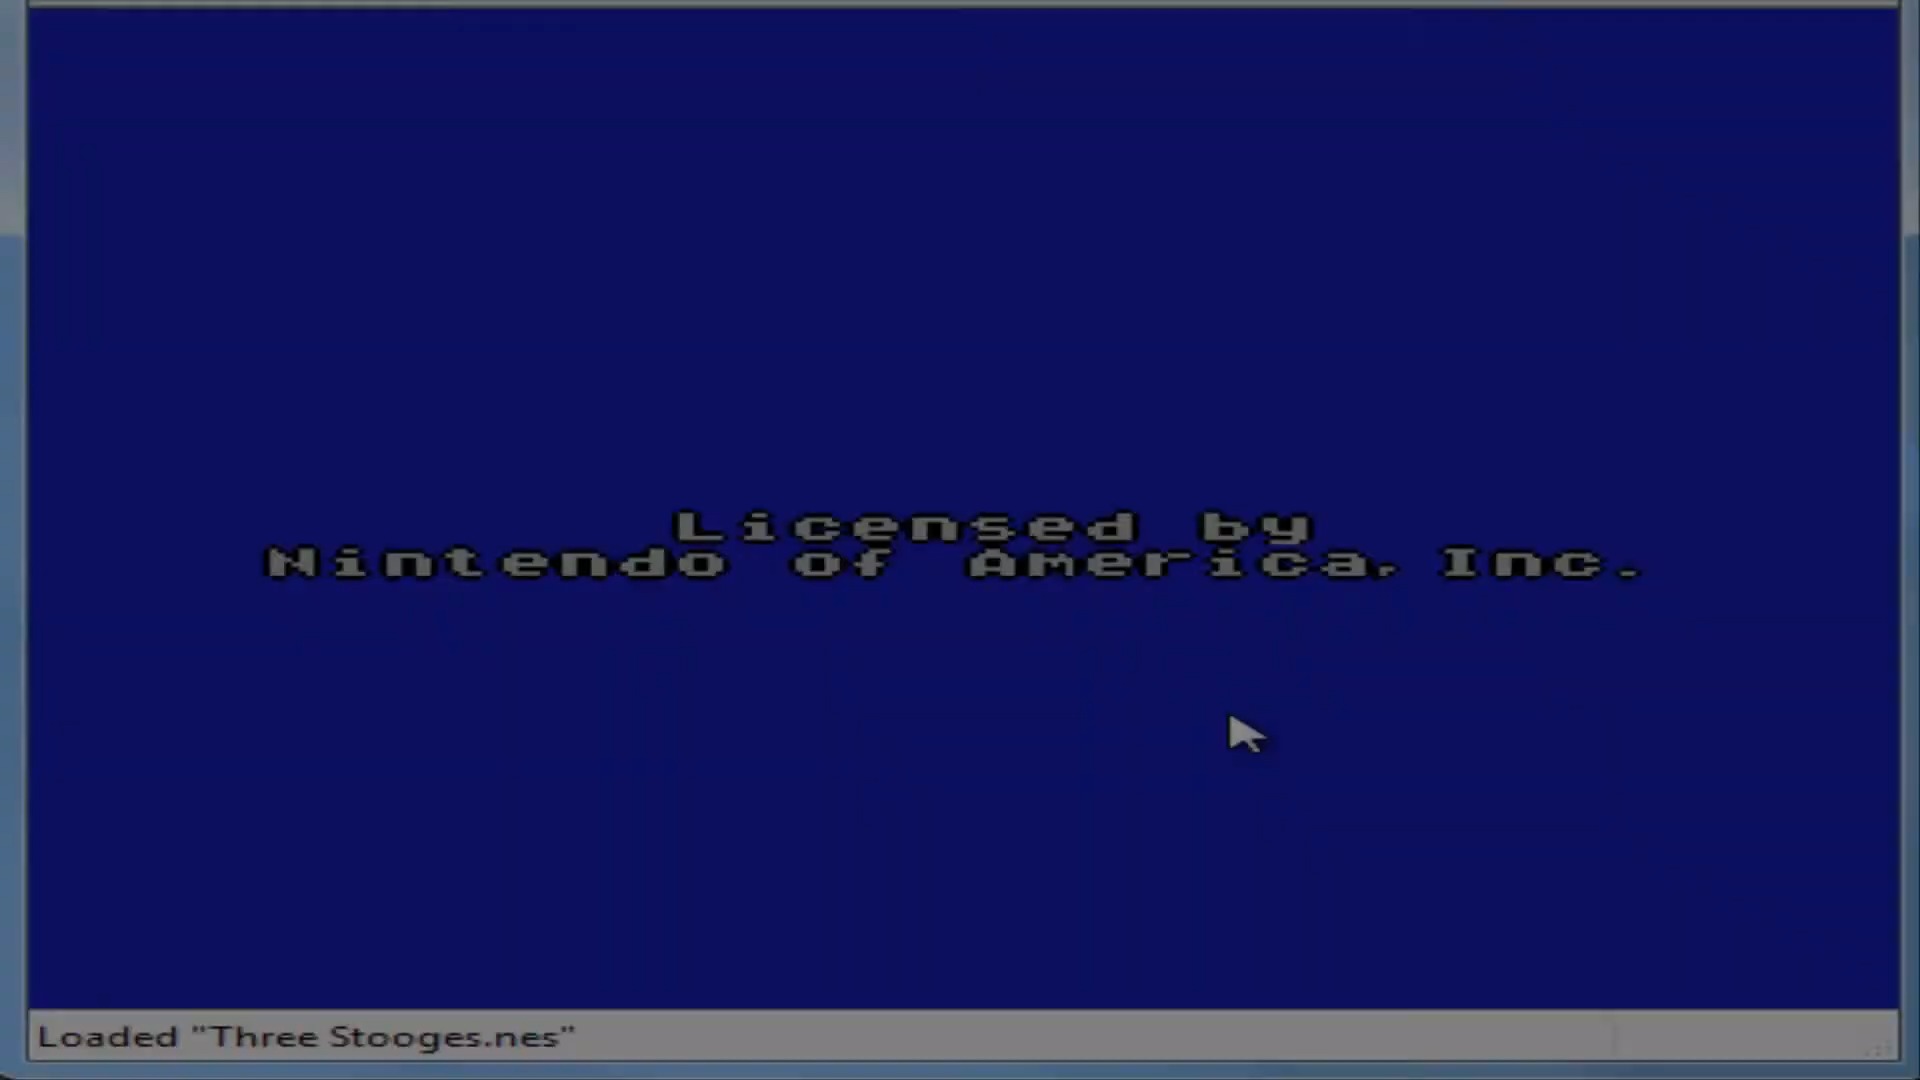 Licensed by
Nintendo of America, Inc.
Loaded "Three Stooges.nes"